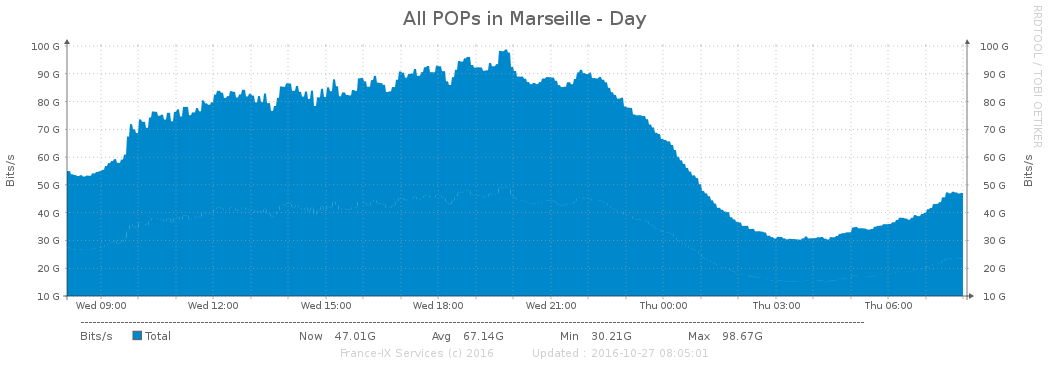 All POPs in Marseille - Day
RRDTOOL / TOBI OETIKER
Bits/s
100 G
90 G
80 G
70 G
60 G
50 G
40 G
30 G
20 G
10 G
100 G
90 G
80 G
70 G
60 G
50 G
40 G
30 G
20 G
10 G
Bits/s
Wed 09:00 Wed 12:00 Wed 15:00 Wed 18:00 Wed 21:00 Thu 00:00 Thu 03:00 Thu 06:00
Bits/s Total Now 47.01G Avg 67.14G Min 30.21G Max 98.67G
France-IX Services (c) 2016 Updated : 2016-10-27 08:05:01